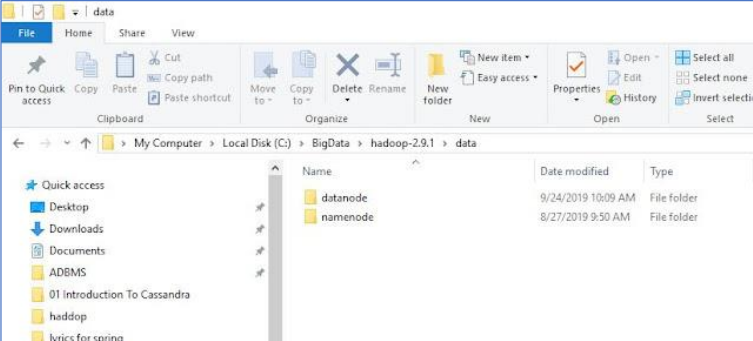 data
File Home Share View
Pin to Quick access
Copy
Paste
Cut
Copy path
Paste shortcut
Clipboard
Move to
Copy to
Delete
Rename
Organize
New folder
New item
Easy access
New
Properties
Open
Edit
History
Open
Select all
Select none
Invert selecti
Select
My Computer > Local Disk (C:) > BigData > hadoop-2.9.1 > data
Name Date modified Type
datanode 9/24/2019 10:09 AM File folder
namenode 8/27/2019 9:50 AM File folder
Quick access
Desktop
Downloads
Documents
ADBMS
01 Introduction To Cassandra
haddop
lyrics for spring